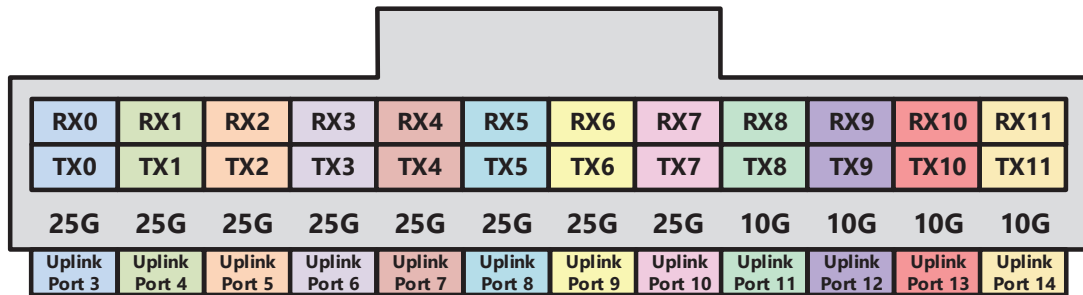 RX0 RX1 RX2 RX3 RX4 RX5 RX6 RX7 RX8 RX9 RX10 RX11
TX0 TX1 TX2 TX3 TX4 TX5 TX6 TX7 TX8 TX9 TX10 TX11
25G 25G 25G 25G 25G 25G 25G 25G 10G 10G 10G 10G
Uplink Uplink Uplink Uplink Uplink Uplink Uplink Uplink Uplink Uplink Uplink Uplink
Port 3 Port 4 Port 5 Port 6 Port 7 Port 8 Port 9 Port 10 Port 11 Port 12 Port 13 Port 14